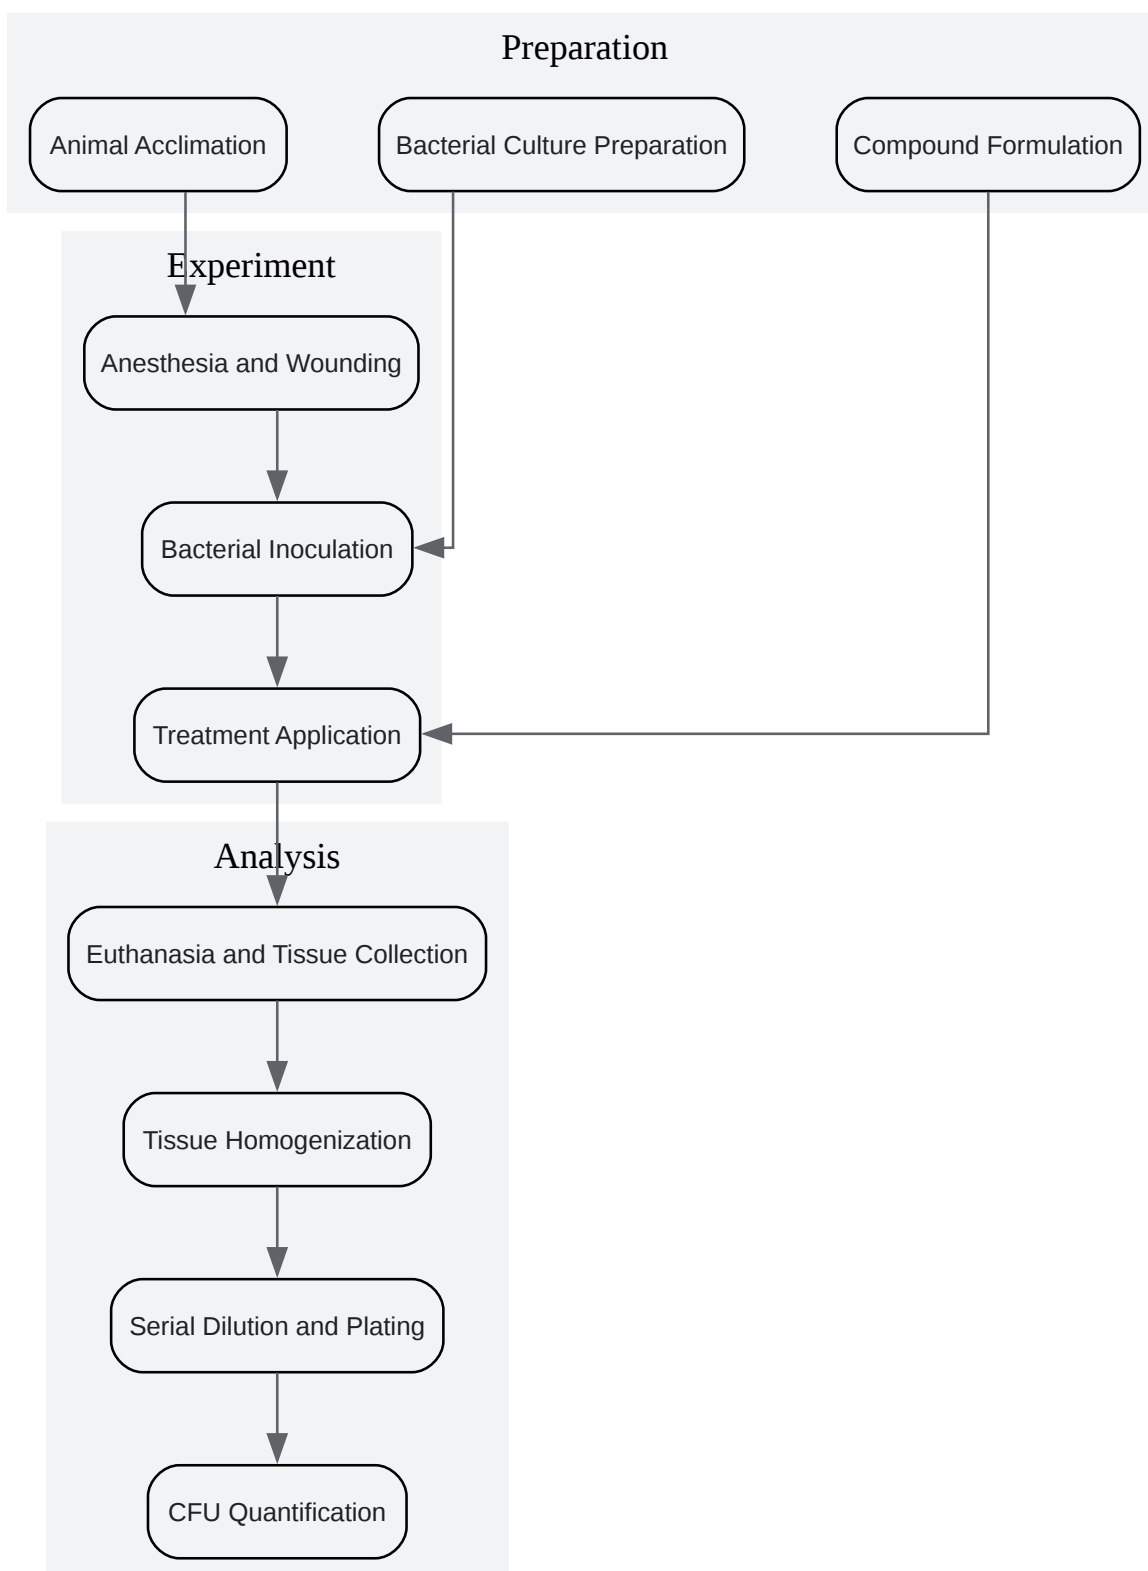 Preparation
Animal Acclimation
Bacterial Culture Preparation
Compound Formulation
Experiment
Anesthesia and Wounding
Bacterial Inoculation
Treatment Application
Analysis
Euthanasia and Tissue Collection
Tissue Homogenization
Serial Dilution and Plating
CFU Quantification